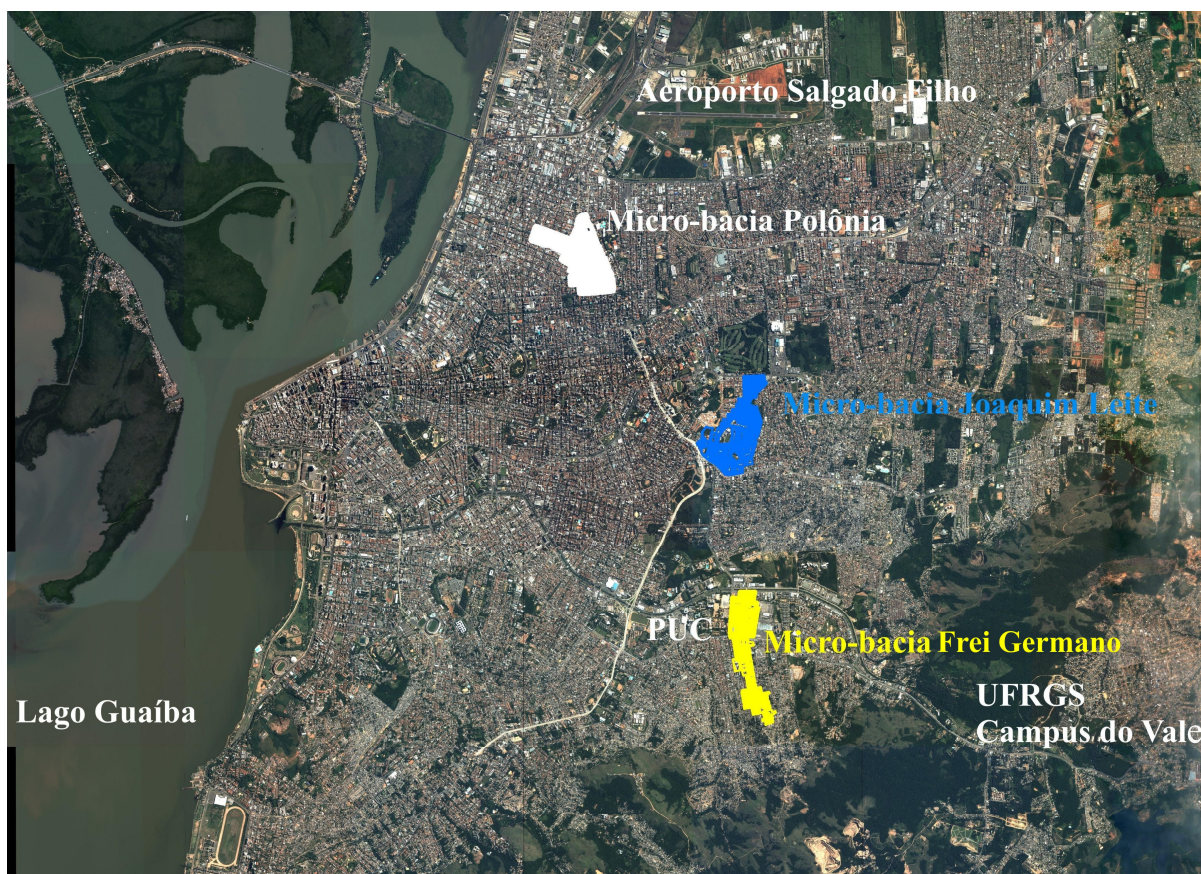 Aeroporto Salgado Filho
Micro-bacia Polônia
Micro-bacia Joaquim Leite
PUC
Micro-bacia Frei Germano
UFRGS
Campus do Vale
Lago Guaíba